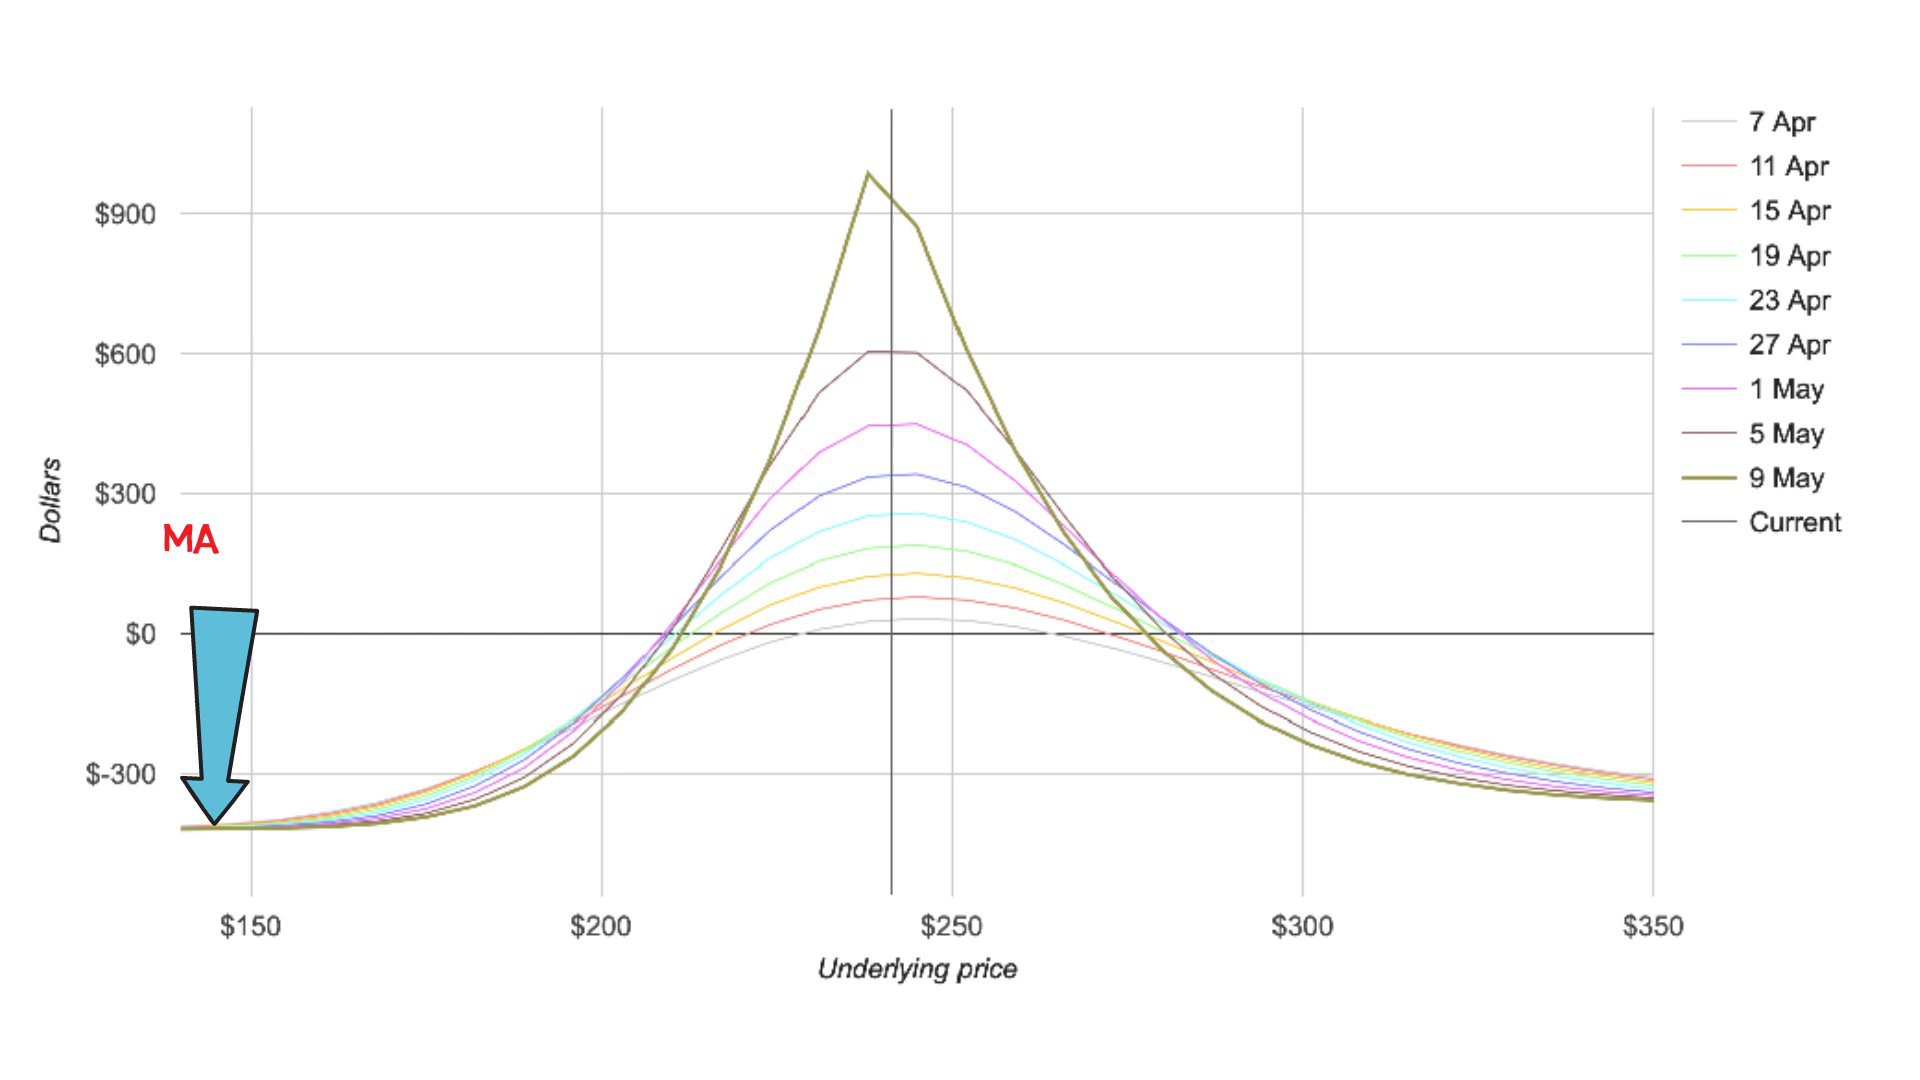 $900
$600
$300
$0
$-300
Dollars
MA
$150
$200
$250
$300
$350
Underlying price
7 Apr
11 Apr
15 Apr
19 Apr
23 Apr
27 Apr
1 May
5 May
9 May
Current